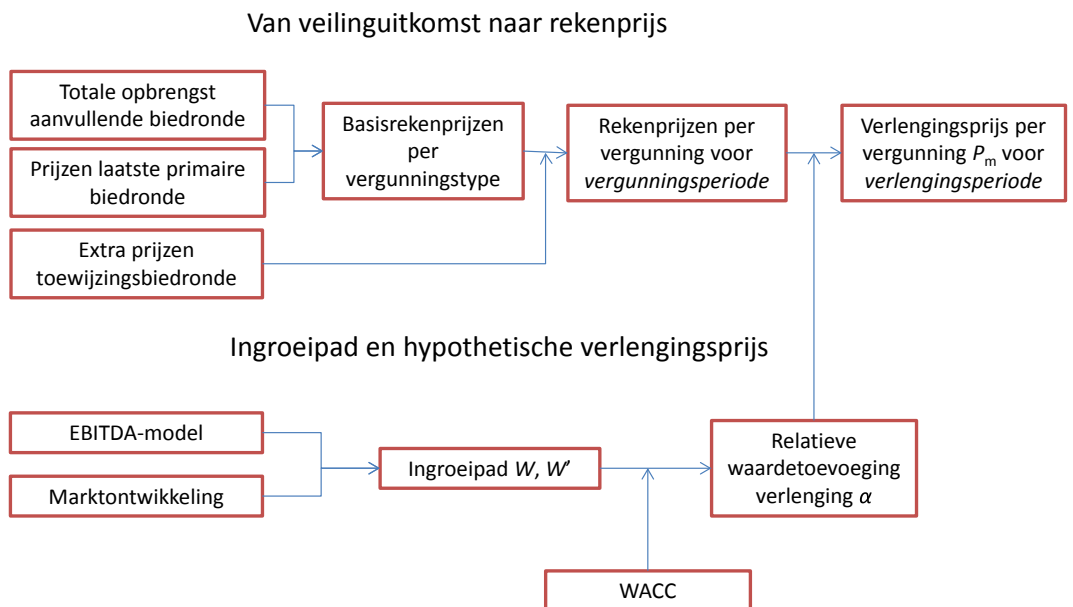 Van veilinguitkomst naar rekenprijs
Totale opbrengst
aanvullende biedronde
Prijzen laatste primaire
biedronde
Extra prijzen
toewijzingsbiedronde
Basisrekenprijzen
per
vergunningstype
Rekenprijzen per
vergunning voor
vergunningsperiode
Verlengingsprijs per
vergunning Pm voor
verlengingsperiode
Ingroeipad en hypothetische verlengingsprijs
EBITDA-model
Marktontwikkeling
Ingroeipad W, W’
Relatieve
waardetoevoeging
verlenging α
WACC